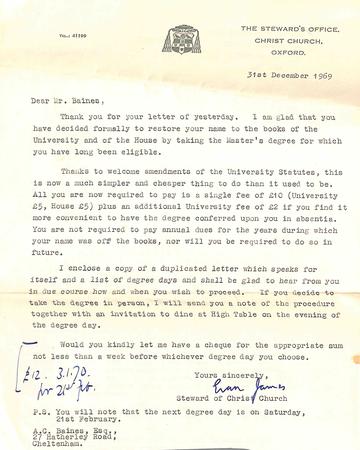 TEL: 41199
THE STEWARD'S OFFICE,
CHRIST CHURCH,
OXFORD.
31st December 1969
Dear Mr. Baines,
Thank you for your letter of yesterday. I am glad that you
have decided formally to restore your name to the books of the
University and of the House by taking the Master's degree for which
you have long been eligible.
Thanks to welcome amendments of the University Statutes, this
is now a much simpler and cheaper thing to do than it used to be.
All you are now required to pay is a single fee of £10 (University
£5, House £5) plus an additional University fee of £2 if you find it
more convenient to have the degree conferred upon you in absentia.
You are not required to pay annual dues for the years during which
your name was off the books, nor will you be required to do so in
future.
I enclose a copy of a duplicated letter which speaks for
itself and a list of degree days and shall be glad to hear from you
in due course how and when you wish to proceed. If you decide to
take the degree in person, I will send you a note of the procedure
together with an invitation to dine at High Table on the evening of
the degree day.
Would you kindly let me have a cheque for the appropriate sum
not less than a week before whichever degree day you choose.
£12. 3.1.70.
for 21st Feb.
Yours sincerely,
Evan James
Steward of Christ Church
P.S. You will note that the next degree day is on Saturday,
21st February.
A.C. Baines, Esq.,
27 Hatherley Road,
Cheltenham.